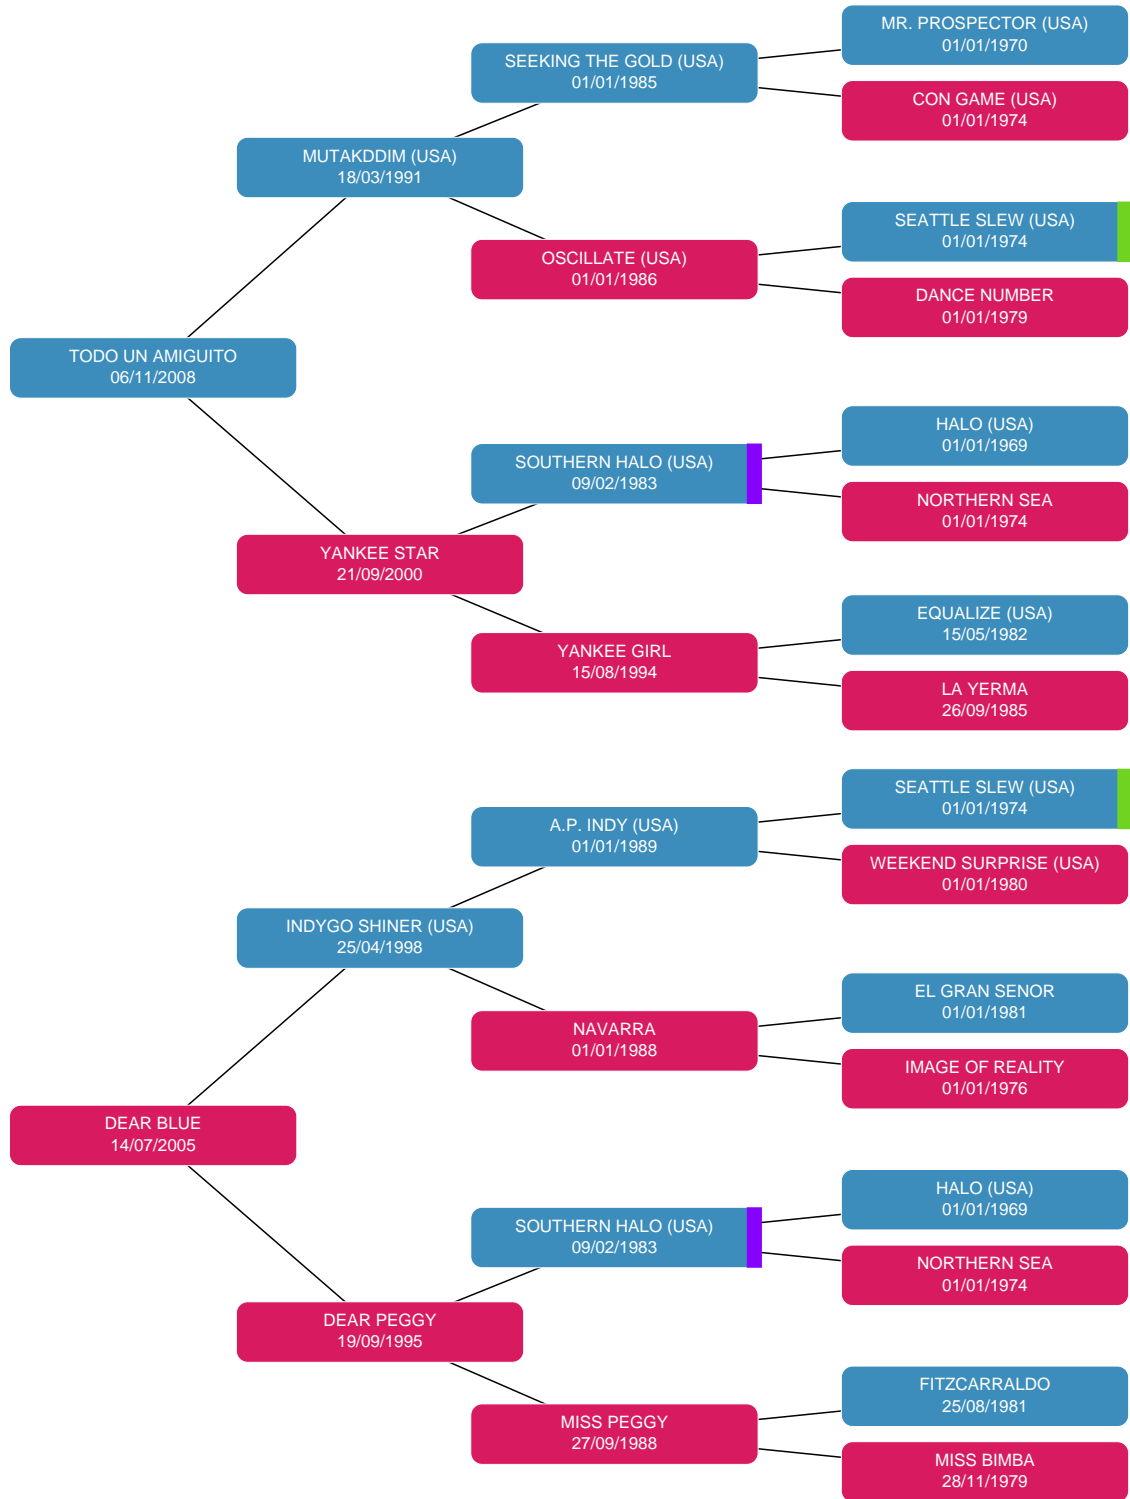 MR. PROSPECTOR (USA)
01/01/1970
SEEKING THE GOLD (USA)
01/01/1985
CON GAME (USA)
01/01/1974
MUTAKDDIM (USA)
18/03/1991
SEATTLE SLEW (USA)
01/01/1974
OSCILLATE (USA)
01/01/1986
DANCE NUMBER
01/01/1979
TODO UN AMIGUITO
06/11/2008
HALO (USA)
01/01/1969
SOUTHERN HALO (USA)
09/02/1983
NORTHERN SEA
01/01/1974
YANKEE STAR
21/09/2000
EQUALIZE (USA)
15/05/1982
YANKEE GIRL
15/08/1994
LA YERMA
26/09/1985
SEATTLE SLEW (USA)
01/01/1974
A.P. INDY (USA)
01/01/1989
WEEKEND SURPRISE (USA)
01/01/1980
INDYGO SHINER (USA)
25/04/1998
EL GRAN SENOR
01/01/1981
NAVARRA
01/01/1988
IMAGE OF REALITY
01/01/1976
DEAR BLUE
14/07/2005
HALO (USA)
01/01/1969
SOUTHERN HALO (USA)
09/02/1983
NORTHERN SEA
01/01/1974
DEAR PEGGY
19/09/1995
FITZCARRALDO
25/08/1981
MISS PEGGY
27/09/1988
MISS BIMBA
28/11/1979